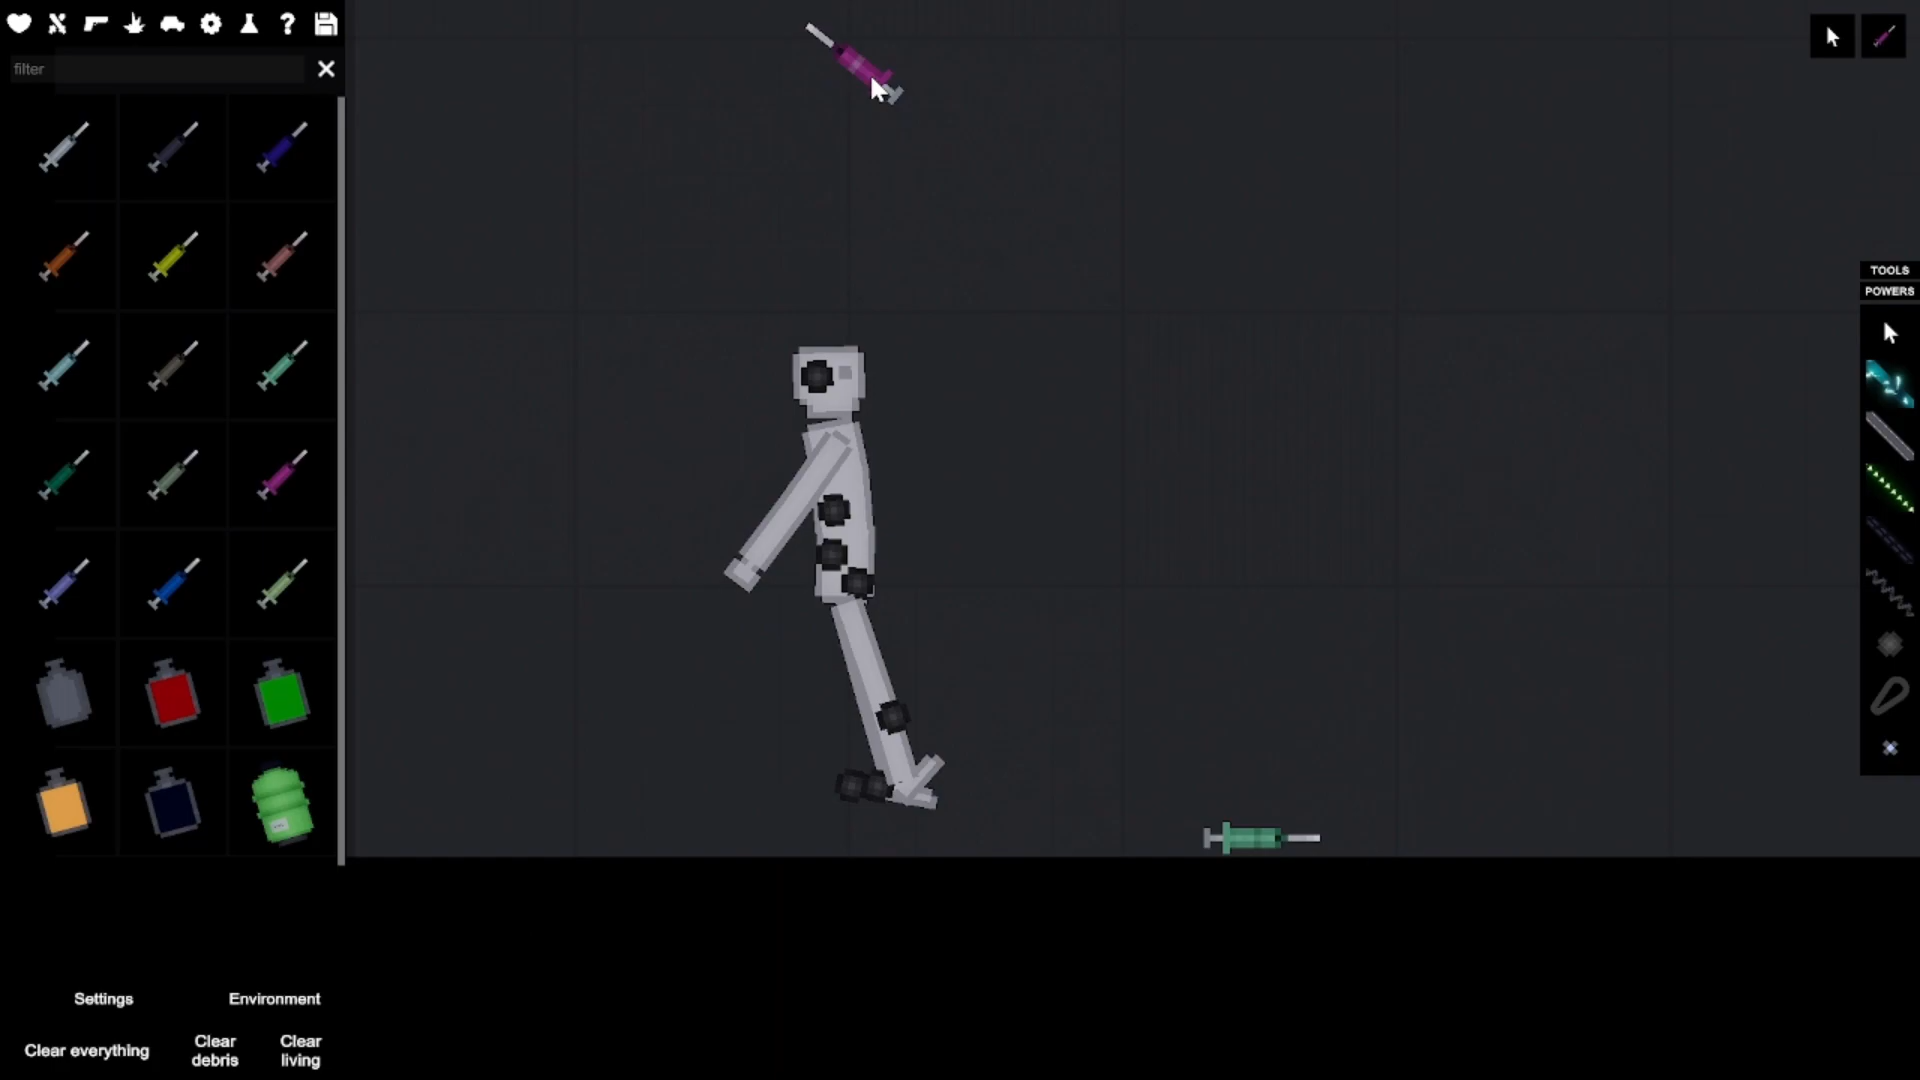 filter
TOOLS
POWERS
Settings
Environment
Clear everything
Clear
debris
Clear
living